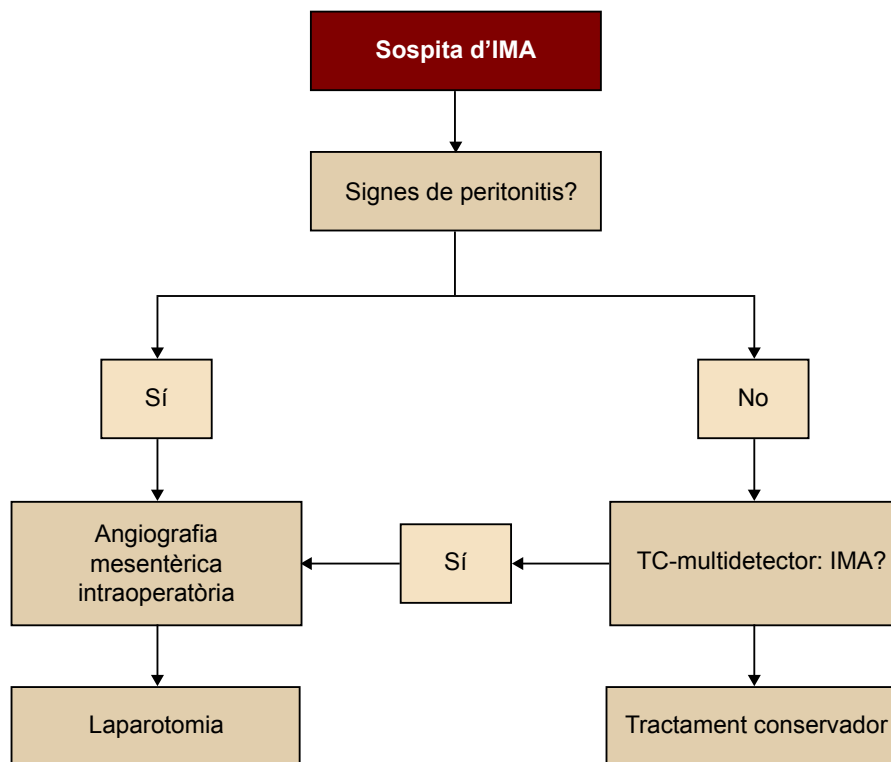 Sospita d’IMA
Signes de peritonitis?
Sí
No
Angiografia
mesentèrica
intraoperatòria
Sí
TC-multidetector: IMA?
Laparotomia
Tractament conservador